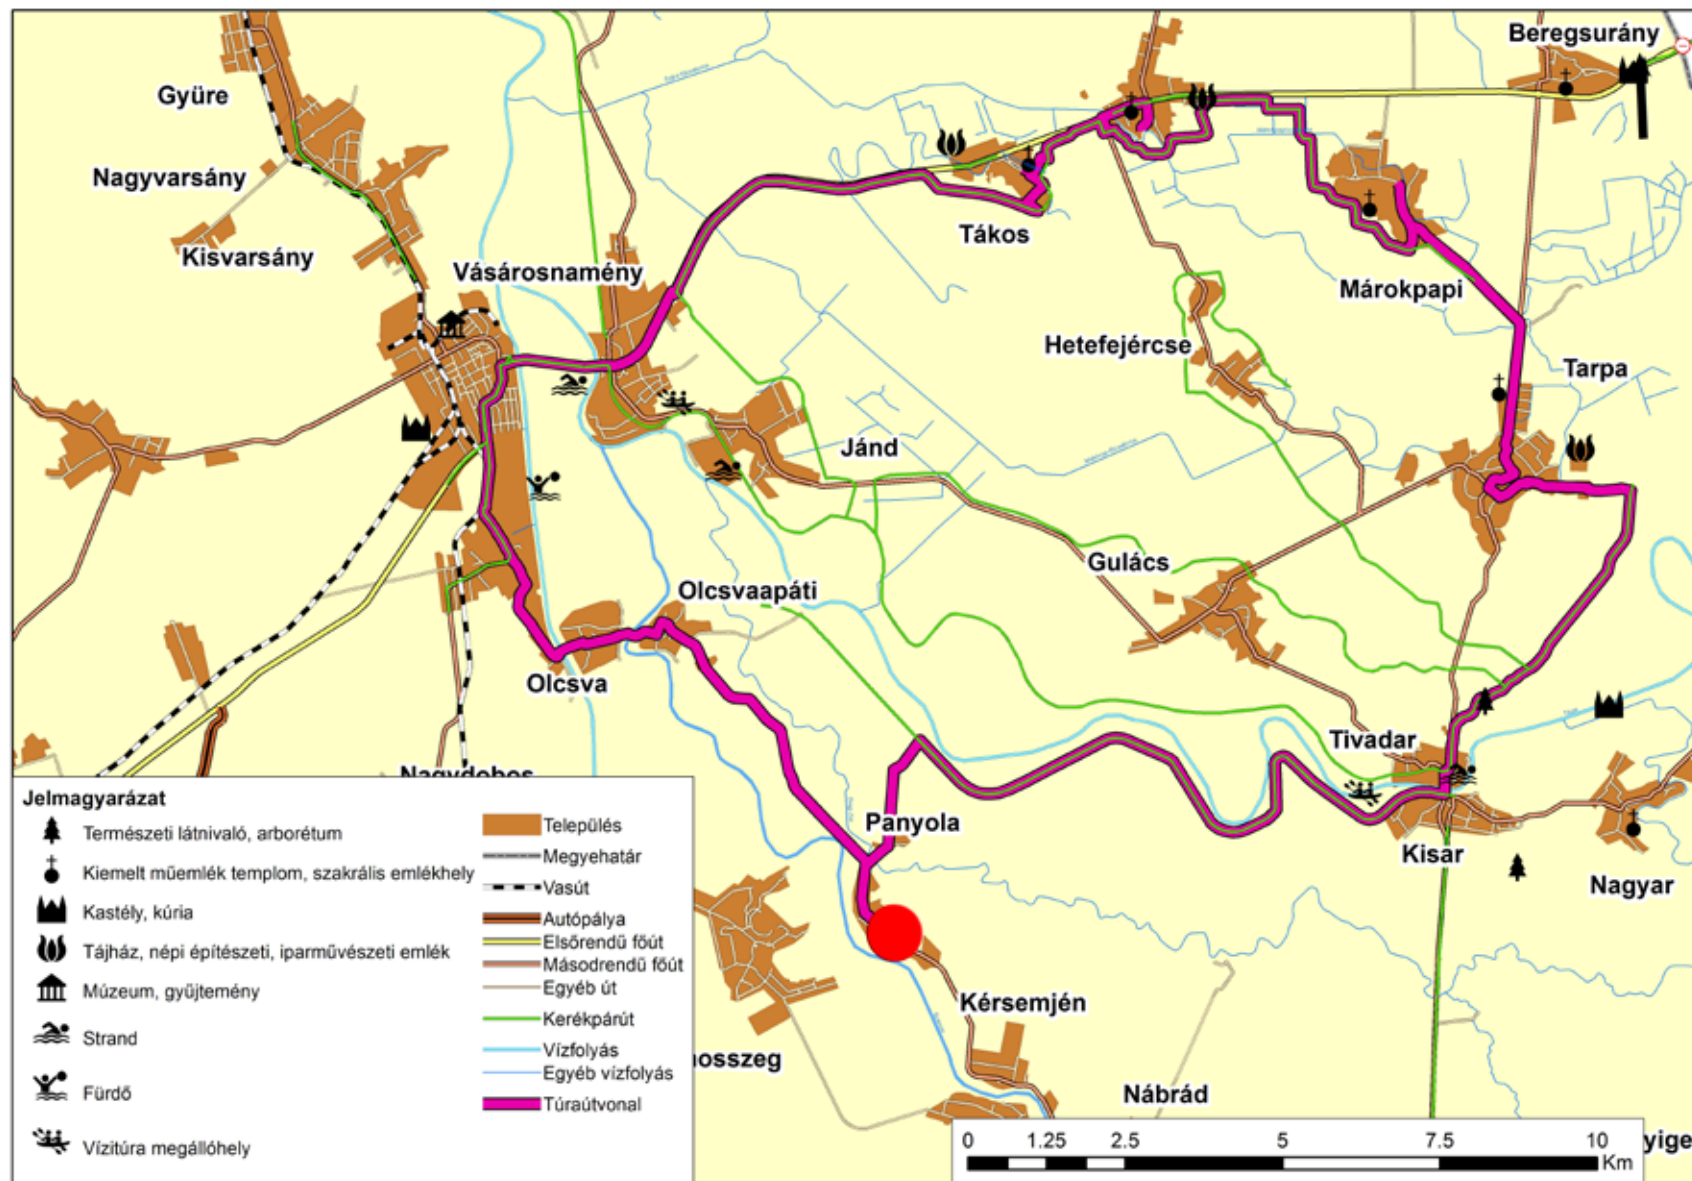 Beregsurány
Gyüre
Nagyvarsány
Kisvarsány
Tákos
Vásárosnamény
Márokpapi
Hetefejércse
Tarpa
Jánd
Gulács
Olcsvaapáti
Olcsva
Tivadar
Nagydobos
Panyola
Kisar
Nagyar
Kérsemjén
Nábrád
nosszeg
yige
Jelmagyarázat
Természeti látnivaló, arborétum
Kiemelt műemlék templom, szakrális emlékhely
Kastély, kúria
Tájház, népi építészeti, iparművészeti emlék
Múzeum, gyűjtemény
Strand
Fürdő
Vízitúra megállóhely
Település
Megyehatár
Vasút
Autópálya
Elsőrendű főút
Másodrendű főút
Egyéb út
Kerékpárút
Vízfolyás
Egyéb vízfolyás
Túraútvonal
0 1.25 2.5 5 7.5 10
Km